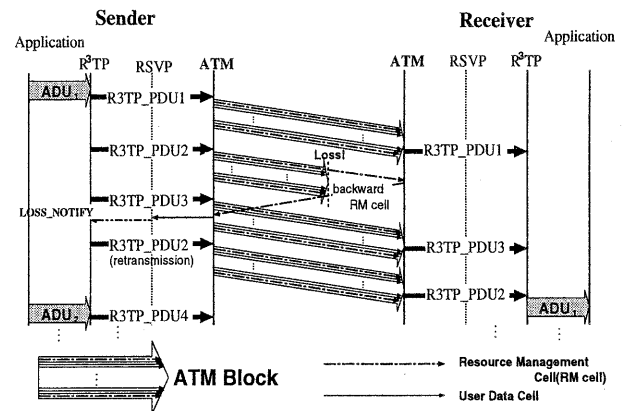 Sender
Receiver
Application
Application
R³TP
RSVP
ATM
ATM
RSVP
R³TP
ADU₁
R3TP_PDU1
R3TP_PDU2
Loss!
R3TP_PDU1
backward
RM cell
R3TP_PDU3
LOSS_NOTIFY
R3TP_PDU2
(retransmission)
R3TP_PDU3
R3TP_PDU2
ADU₂
R3TP_PDU4
ADU₁
ATM Block
Resource Management
Cell(RM cell)
User Data Cell